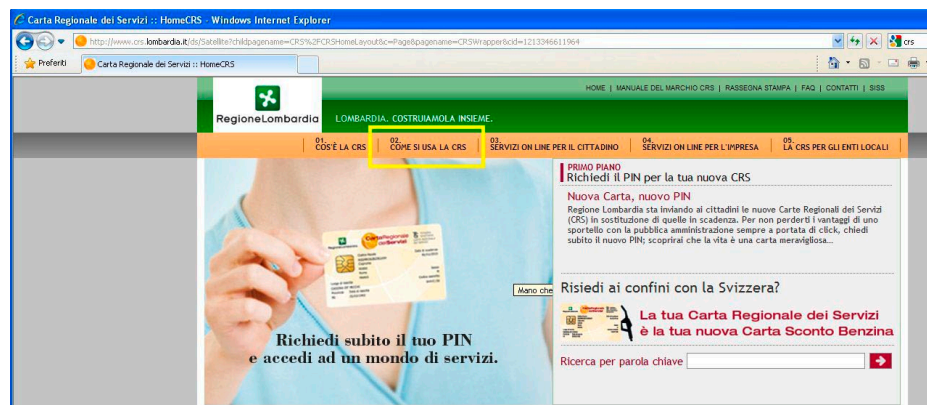 Carta Regionale dei Servizi :: HomeCRS - Windows Internet Explorer
http://www.crs.lombardia.it/ds/Satellite?childpagename=CRS%2FCRSHomeLayout&c=Page&pagename=CRSWrapper&cid=1213346611964
crs
Preferiti
Carta Regionale dei Servizi :: HomeCRS
HOME | MANUALE DEL MARCHIO CRS | RASSEGNA STAMPA | FAQ | CONTATTI | SISS
RegioneLombardia
LOMBARDIA. COSTRUIAMOLA INSIEME.
01. COS'È LA CRS
02. COME SI USA LA CRS
03. SERVIZI ON LINE PER IL CITTADINO
04. SERVIZI ON LINE PER L'IMPRESA
05. LA CRS PER GLI ENTI LOCALI
PRIMO PIANO
Richiedi il PIN per la tua nuova CRS
Nuova Carta, nuovo PIN
Regione Lombardia sta inviando ai cittadini le nuove Carte Regionali dei Servizi
(CRS) in sostituzione di quelle in scadenza. Per non perderti i vantaggi di uno
sportello con la pubblica amministrazione sempre a portata di click, chiedi
subito il nuovo PIN; scoprirai che la vita è una carta meravigliosa...
CartaRegionale
deiServizi
Mano che
Richiedi subito il tuo PIN
e accedi ad un mondo di servizi.
Risiedi ai confini con la Svizzera?
La tua Carta Regionale dei Servizi
è la tua nuova Carta Sconto Benzina
Ricerca per parola chiave